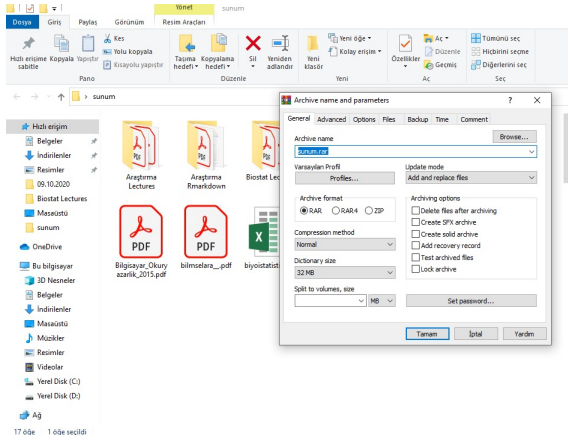 Yönet
sunum
Dosya
Giriş
Paylaş
Görünüm
Resim Araçları
Hızlı erişime sabitle
Kopyala
Yapıştır
Kes
Yolu kopyala
Kısayolu yapıştır
Pano
Taşıma hedefi
Kopyalama hedefi
Sil
Yeniden adlandır
Düzenle
Yeni klasör
Yeni öğe
Kolay erişim
Yeni
Özellikler
Aç
Düzenle
Geçmiş
Aç
Tümünü seç
Hiçbirini seçme
Diğerlerini seç
Seç
sunum
Hızlı erişim
Belgeler
İndirilenler
Resimler
09.10.2020
Biostat Lectures
Masaüstü
sunum
OneDrive
Bu bilgisayar
3D Nesneler
Belgeler
İndirilenler
Masaüstü
Müzikler
Resimler
Videolar
Yerel Disk (C:)
Yerel Disk (D:)
Ağ
17 öğe
1 öğe seçildi
Araştırma
Lectures
Araştırma
Rmarkdown
Biostat Lec
PDF
Bilgisayar_Okury
azarlik_2015.pdf
PDF
bilmselara__.pdf
X
biyoistatist
Archive name and parameters
?
General
Advanced
Options
Files
Backup
Time
Comment
Archive name
Browse...
sunum.rar
Varsayılan Profil
Profiles...
Update mode
Add and replace files
Archive format
RAR
RAR4
ZIP
Compression method
Normal
Dictionary size
32 MB
Split to volumes, size
MB
Archiving options
Delete files after archiving
Create SFX archive
Create solid archive
Add recovery record
Test archived files
Lock archive
Set password...
Tamam
İptal
Yardım